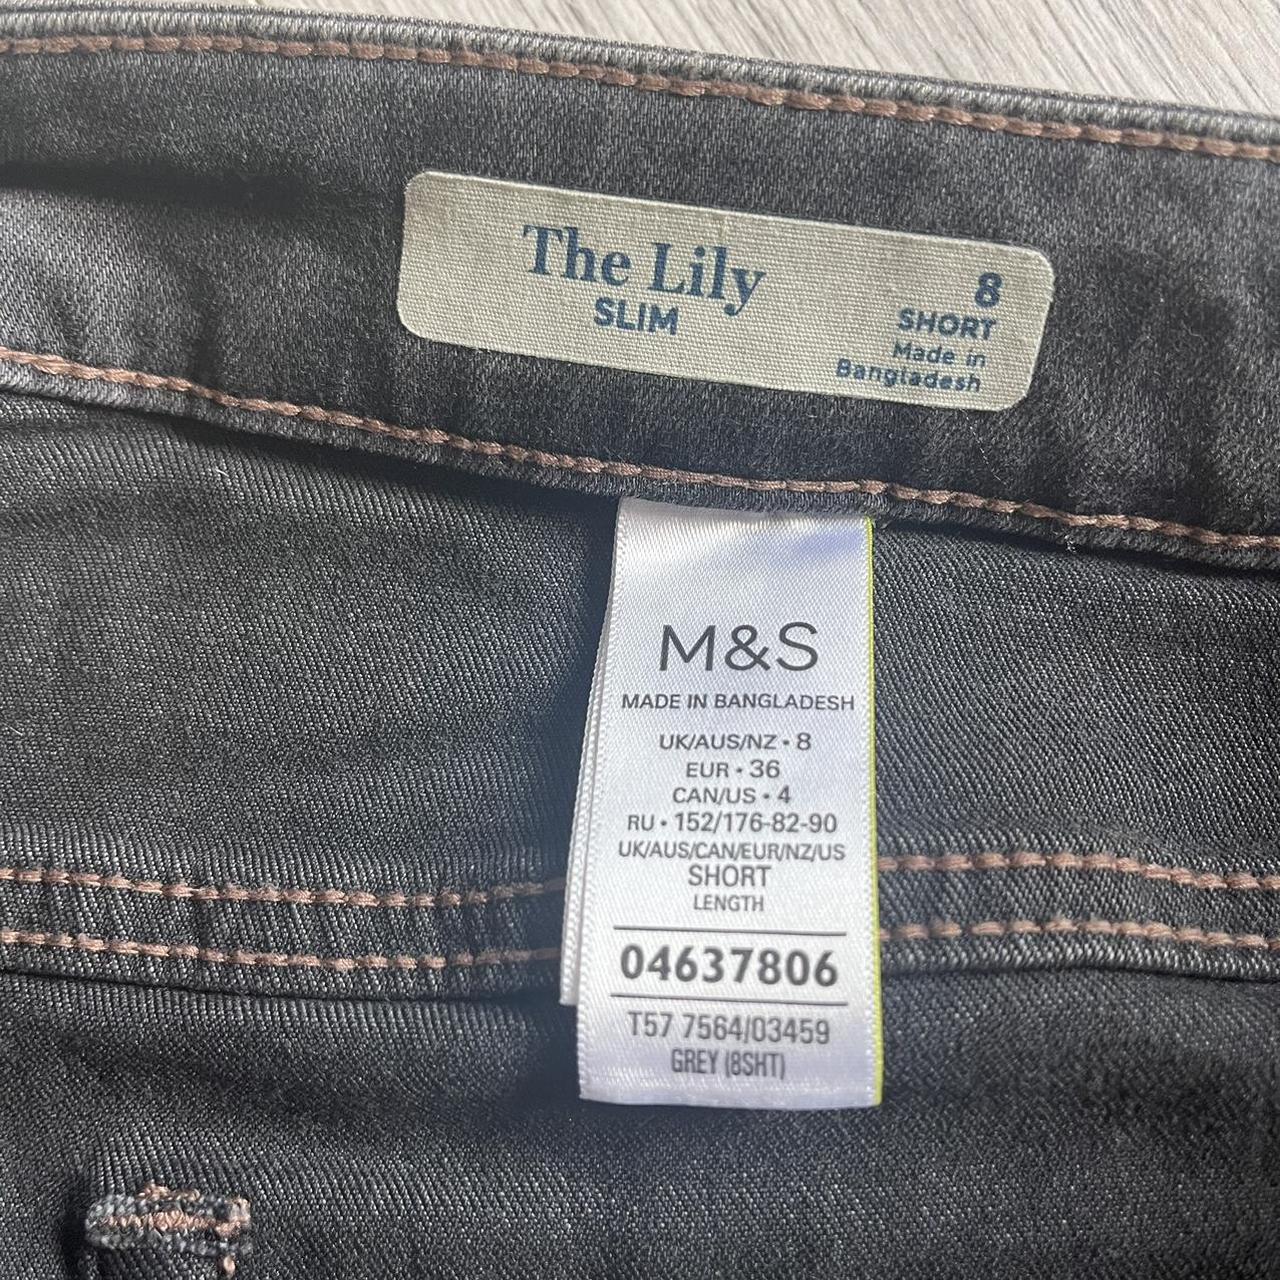 The Lily
SLIM
8
SHORT
Made in
Bangladesh
M&S
MADE IN BANGLADESH
UK/AUS/NZ • 8
EUR • 36
CAN/US • 4
RU • 152/176-82-90
UK/AUS/CAN/EUR/NZ/US
SHORT
LENGTH
04637806
T57 7564/03459
GREY (8SHT)